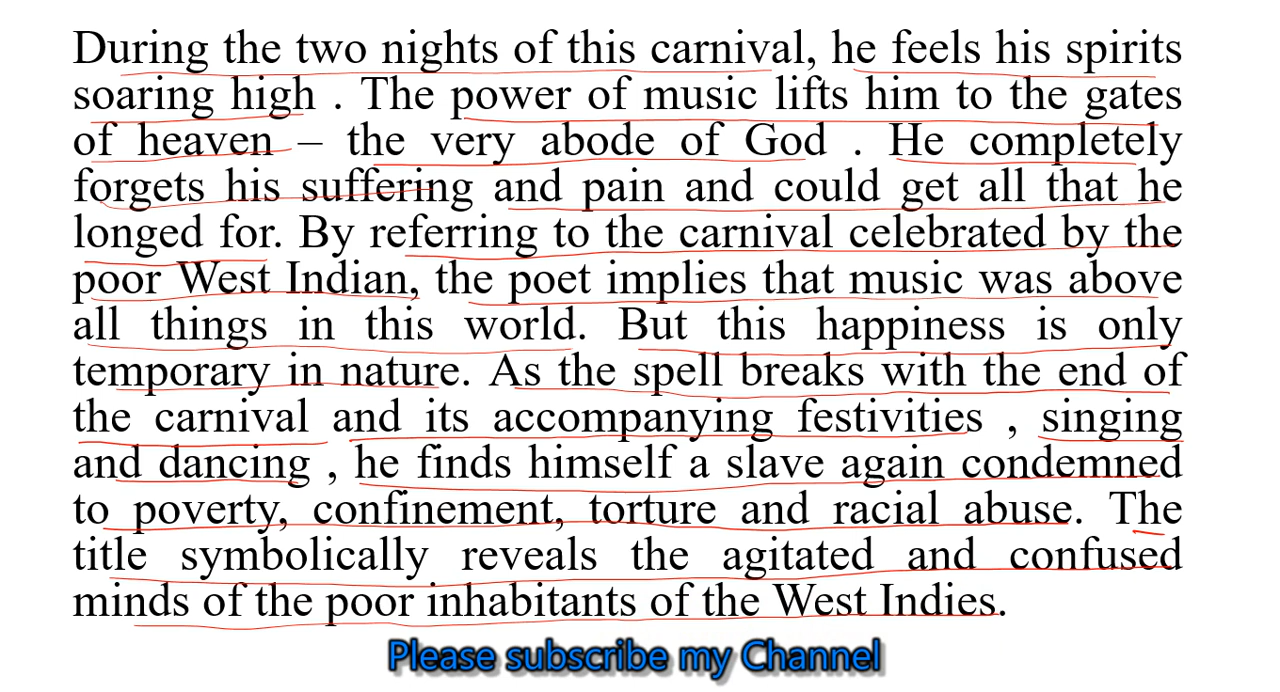 During the two nights of this carnival, he feels his spirits
soaring high . The power of music lifts him to the gates
of heaven – the very abode of God . He completely
forgets his suffering and pain and could get all that he
longed for. By referring to the carnival celebrated by the
poor West Indian, the poet implies that music was above
all things in this world. But this happiness is only
temporary in nature. As the spell breaks with the end of
the carnival and its accompanying festivities , singing
and dancing , he finds himself a slave again condemned
to poverty, confinement, torture and racial abuse. The
title symbolically reveals the agitated and confused
minds of the poor inhabitants of the West Indies.
Please subscribe my Channel